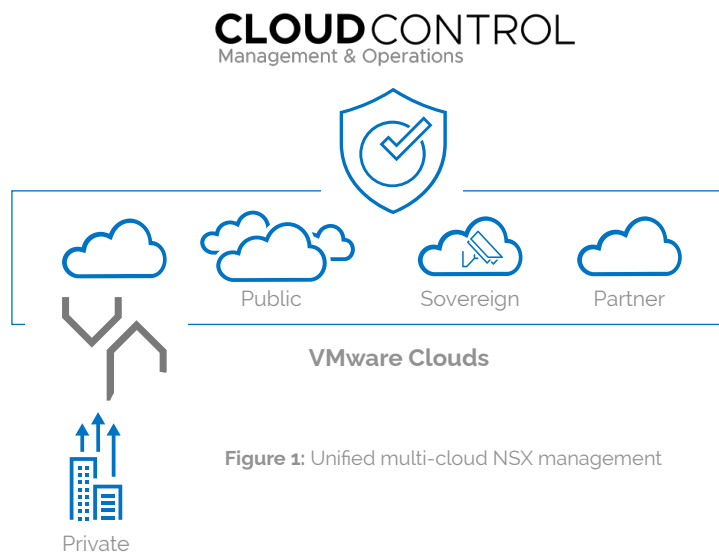 CLOUDCONTROL
Management & Operations
Public
Sovereign
Partner
VMware Clouds
Figure 1: Unified multi-cloud NSX management
Private